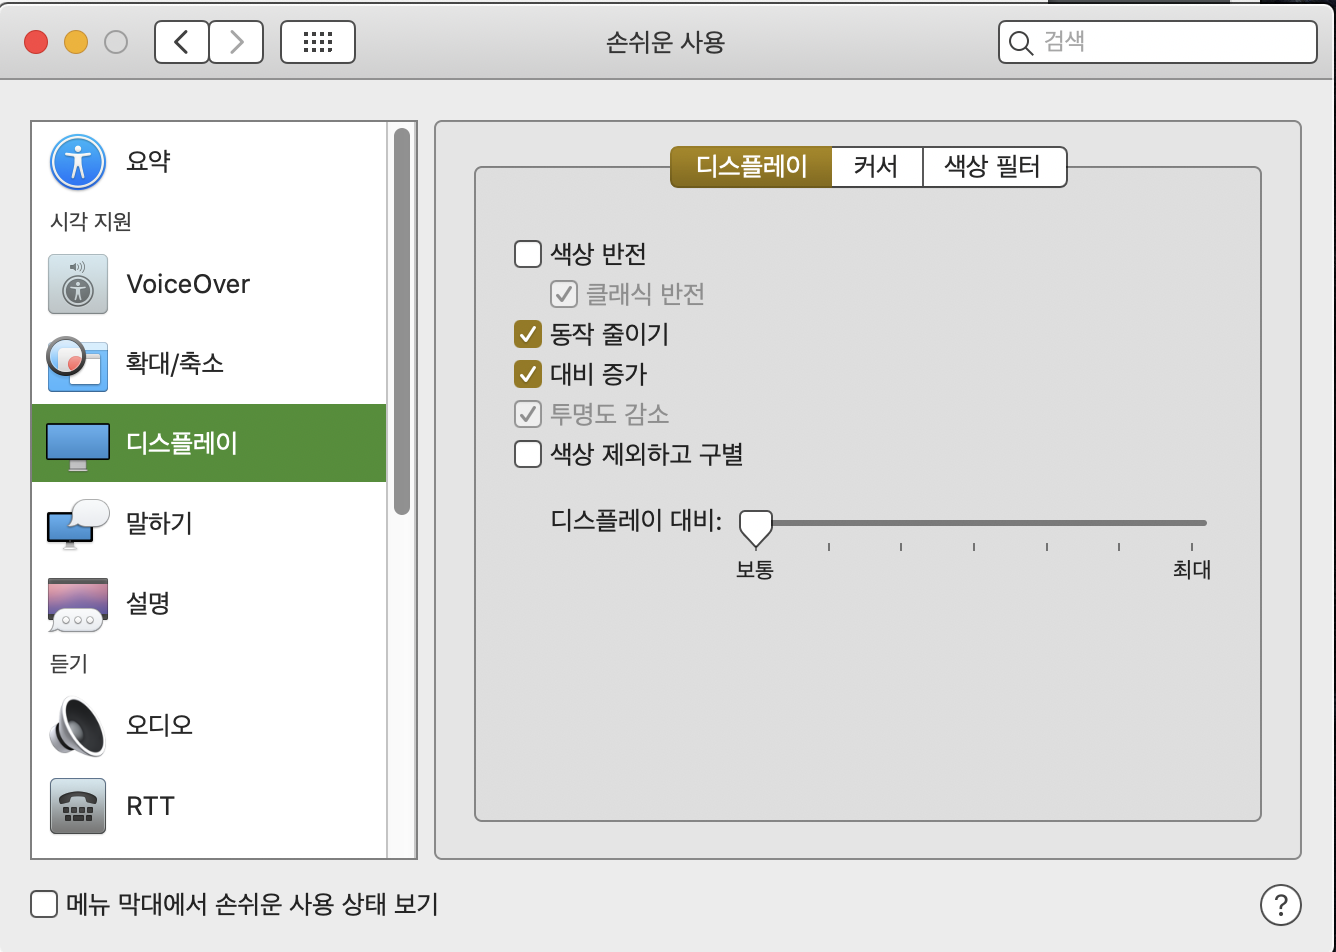 손쉬운 사용
검색
요약
시각 지원
VoiceOver
확대/축소
디스플레이
말하기
설명
듣기
오디오
RTT
디스플레이 커서 색상 필터
색상 반전
클래식 반전
동작 줄이기
대비 증가
투명도 감소
색상 제외하고 구별
디스플레이 대비:
보통 최대
메뉴 막대에서 손쉬운 사용 상태 보기
?